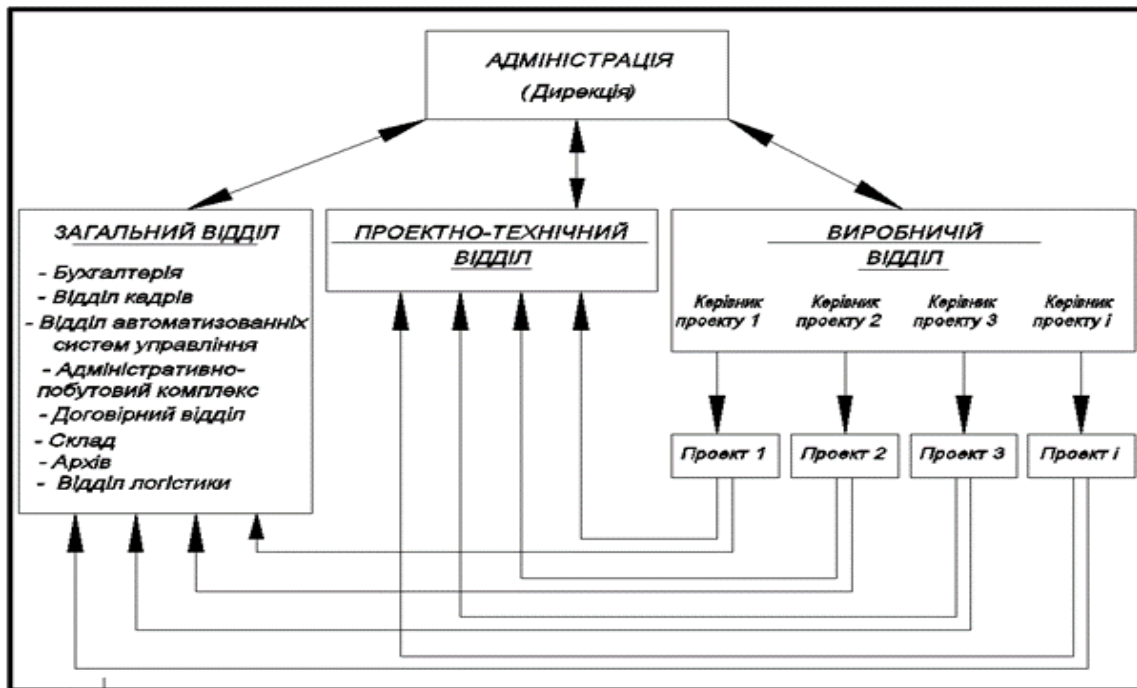 АДМІНІСТРАЦІЯ
(Дирекція)
ЗАГАЛЬНИЙ ВІДДІЛ
- Бухгалтерія
- Відділ кадрів
- Відділ автоматизованніх
систем управління
- Адміністративно-
побутовий комплекс
- Договірний відділ
- Склад
- Архів
- Відділ логістики
ПРОЕКТНО-ТЕХНІЧНИЙ
ВІДДІЛ
ВИРОБНИЧІЙ
ВІДДІЛ
Керівник
проекту 1
Керівник
проекту 2
Керівник
проекту 3
Керівник
проекту і
Проект 1
Проект 2
Проект 3
Проект і